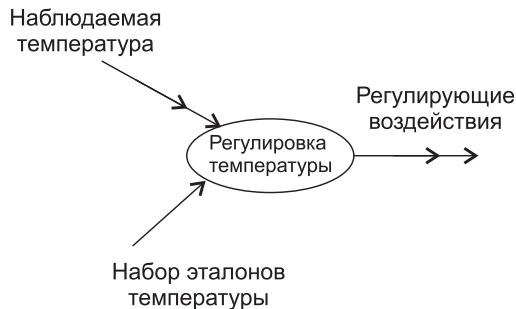 Наблюдаемая
температура
Регулирующие
воздействия
Регулировка
температуры
Набор эталонов
температуры